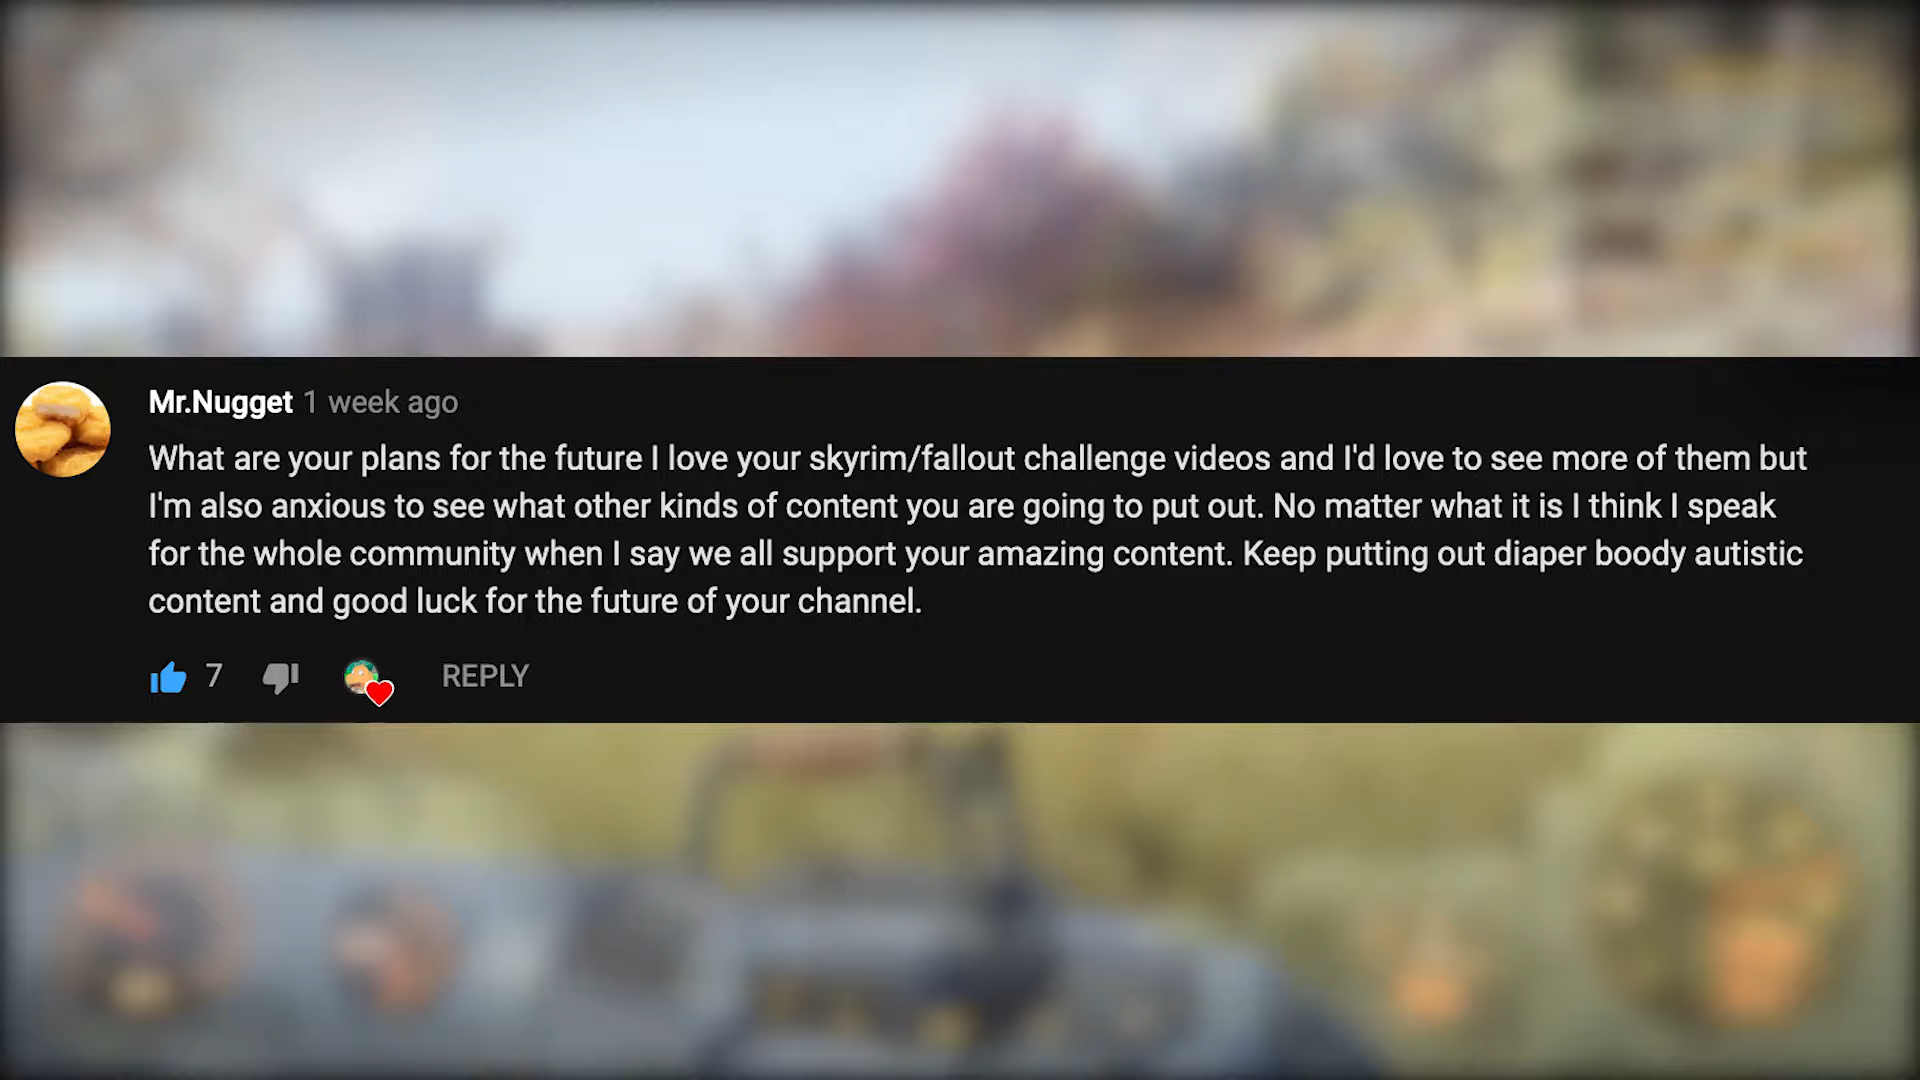 Mr.Nugget 1 week ago
What are your plans for the future I love your skyrim/fallout challenge videos and I'd love to see more of them but
I'm also anxious to see what other kinds of content you are going to put out. No matter what it is I think I speak
for the whole community when I say we all support your amazing content. Keep putting out diaper boody autistic
content and good luck for the future of your channel.
7 REPLY